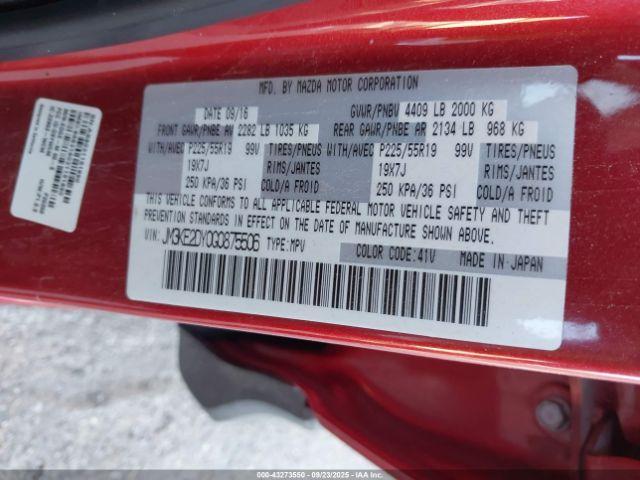 MFD. BY MAZDA MOTOR CORPORATION
DATE 09/16 GVWR/PNBV 4409 LB 2000 KG
FRONT GAWR/PNBE AV 2282 LB 1035 KG REAR GAWR/PNBE AR 2134 LB 968 KG
WITH/AVEC P225/55R19 99V TIRES/PNEUS WITH/AVEC P225/55R19 99V TIRES/PNEUS
19X7J RIMS/JANTES 19X7J RIMS/JANTES
250 KPA/36 PSI COLD/A FROID 250 KPA/36 PSI COLD/A FROID
THIS VEHICLE CONFORMS TO ALL APPLICABLE FEDERAL MOTOR VEHICLE SAFETY AND THEFT
PREVENTION STANDARDS IN EFFECT ON THE DATE OF MANUFACTURE SHOWN ABOVE.
VIN: JM3KE2DY0G0875506 TYPE:MPV COLOR CODE:41V MADE IN JAPAN
000-43273550 - 09/23/2025 - IAAI.com